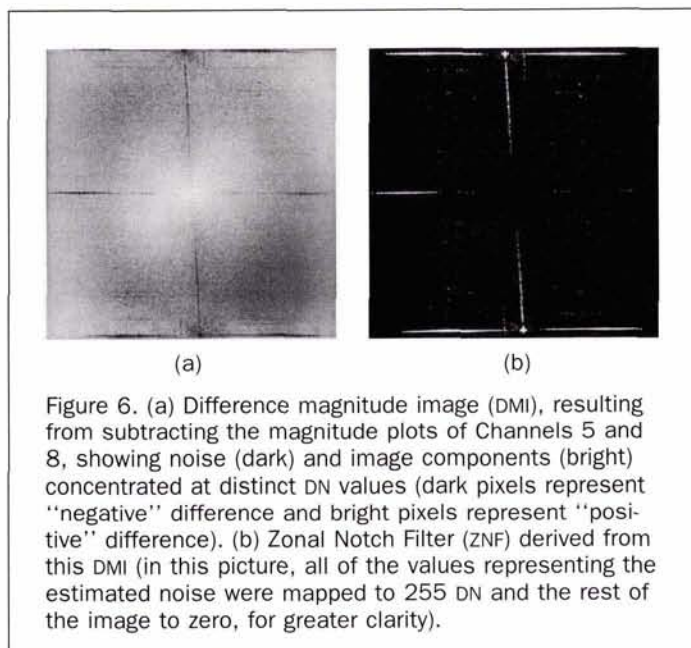 (a)
(b)
Figure 6. (a) Difference magnitude image (DMI), resulting
from subtracting the magnitude plots of Channels 5 and
8, showing noise (dark) and image components (bright)
concentrated at distinct DN values (dark pixels represent
"negative" difference and bright pixels represent "posi-
tive" difference). (b) Zonal Notch Filter (ZNF) derived from
this DMI (in this picture, all of the values representing the
estimated noise were mapped to 255 DN and the rest of
the image to zero, for greater clarity).